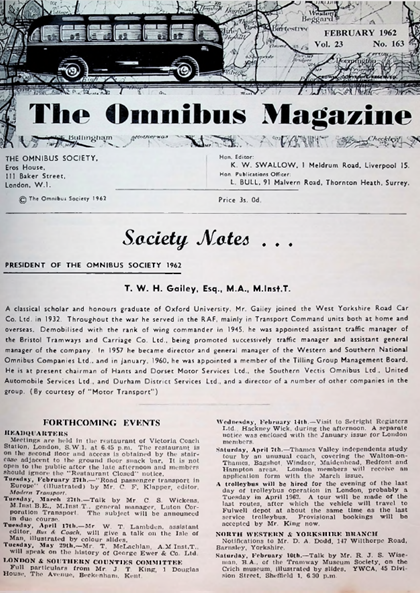 FEBRUARY 1962
Vol. 23 No. 163
The Omnibus Magazine
THE OMNIBUS SOCIETY,
Eros House,
111 Baker Street,
London, W.1.
© The Omnibus Society 1962
Hon. Editor:
K. W. SWALLOW, 1 Meldrum Road, Liverpool 15.
Hon. Publications Officer:
L. BULL, 91 Malvern Road, Thornton Heath, Surrey.
Price 3s. 0d.
Society Notes . . .
PRESIDENT OF THE OMNIBUS SOCIETY 1962
T. W. H. Gailey, Esq., M.A., M.Inst.T.
A classical scholar and honours graduate of Oxford University, Mr. Gailey joined the West Yorkshire Road Car
Co. Ltd. in 1932. Throughout the war he served in the RAF, mainly in Transport Command units both at home and
overseas. Demobilised with the rank of wing commander in 1945, he was appointed assistant traffic manager of
the Bristol Tramways and Carriage Co. Ltd., being promoted successively traffic manager and assistant general
manager of the company. In 1957 he became director and general manager of the Western and Southern National
Omnibus Companies Ltd., and in January, 1960, he was appointed a member of the Tilling Group Management Board.
He is at present chairman of Hants and Dorset Motor Services Ltd., the Southern Vectis Omnibus Ltd., United
Automobile Services Ltd., and Durham District Services Ltd., and a director of a number of other companies in the
group. (By courtesy of "Motor Transport")
FORTHCOMING EVENTS
HEADQUARTERS
Meetings are held in the restaurant at Victoria Coach
Station, London, S.W.1, at 6.45 p.m. The restaurant is
on the second floor and access is obtained by the stair-
case adjacent to the ground floor snack bar. It is not
open to the public after the late afternoon and members
should ignore the "Restaurant Closed" notice.
Tuesday, February 27th.—"Road passenger transport in
Europe" (illustrated) by Mr. C. F. Klapper, editor,
Modern Transport.
Tuesday, March 27th.—Talk by Mr. C. S. Wickens,
M.Inst.B.E., M.Inst.T., general manager, Luton Cor-
poration Transport. The subject will be announced
in due course.
Tuesday, April 17th.—Mr. W. T. Lambden, assistant
editor, Bus & Coach, will give a talk on the Isle of
Man, illustrated by colour slides.
Tuesday, May 29th.—Mr. T. McLachlan, A.M.Inst.T.,
will speak on the history of George Ewer & Co. Ltd.
LONDON & SOUTHERN COUNTIES COMMITTEE
Full particulars from Mr. J. T. King, 1 Douglas
House, The Avenue, Beckenham, Kent
Wednesday, February 14th.—Visit to Setright Registers
Ltd. Hackney Wick, during the afternoon. A separate
notice was enclosed with the January issue for London
members.
Saturday, April 7th.—Thames Valley independents study
tour by an unusual coach, covering the Walton-on-
Thames, Bagshot, Windsor, Maidenhead, Bedfont and
Hampton areas. London members will receive an
application form with the March issue.
A trolleybus will be hired for the evening of the last
day of trolleybus operation in London, probably a
Tuesday in April 1962. A tour will be made of the
last routes, after which the vehicle will travel to
Fulwell depot at about the same time as the last
service trolleybus. Provisional bookings will be
accepted by Mr. King now.
NORTH WESTERN & YORKSHIRE BRANCH
Notifications to Mr. D. A. Dodd, 147 Wilthorpe Road,
Barnsley, Yorkshire.
Saturday, February 10th.—Talk by Mr. R. J. S. Wise-
man, B.A., of the Tramway Museum Society, on the
Crich museum, illustrated by slides, YWCA, 45 Divi-
sion Street, Sheffield 1, 6.30 p.m